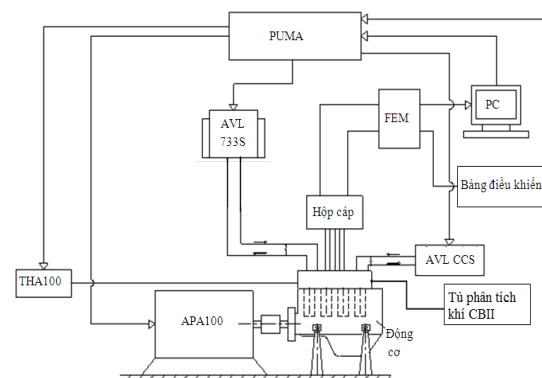 PUMA
AVL
733S
FEM
PC
Bảng điều khiển
Hộp cáp
AVL CCS
THA100
Tủ phân tích
khí CBII
APA100
Động
cơ